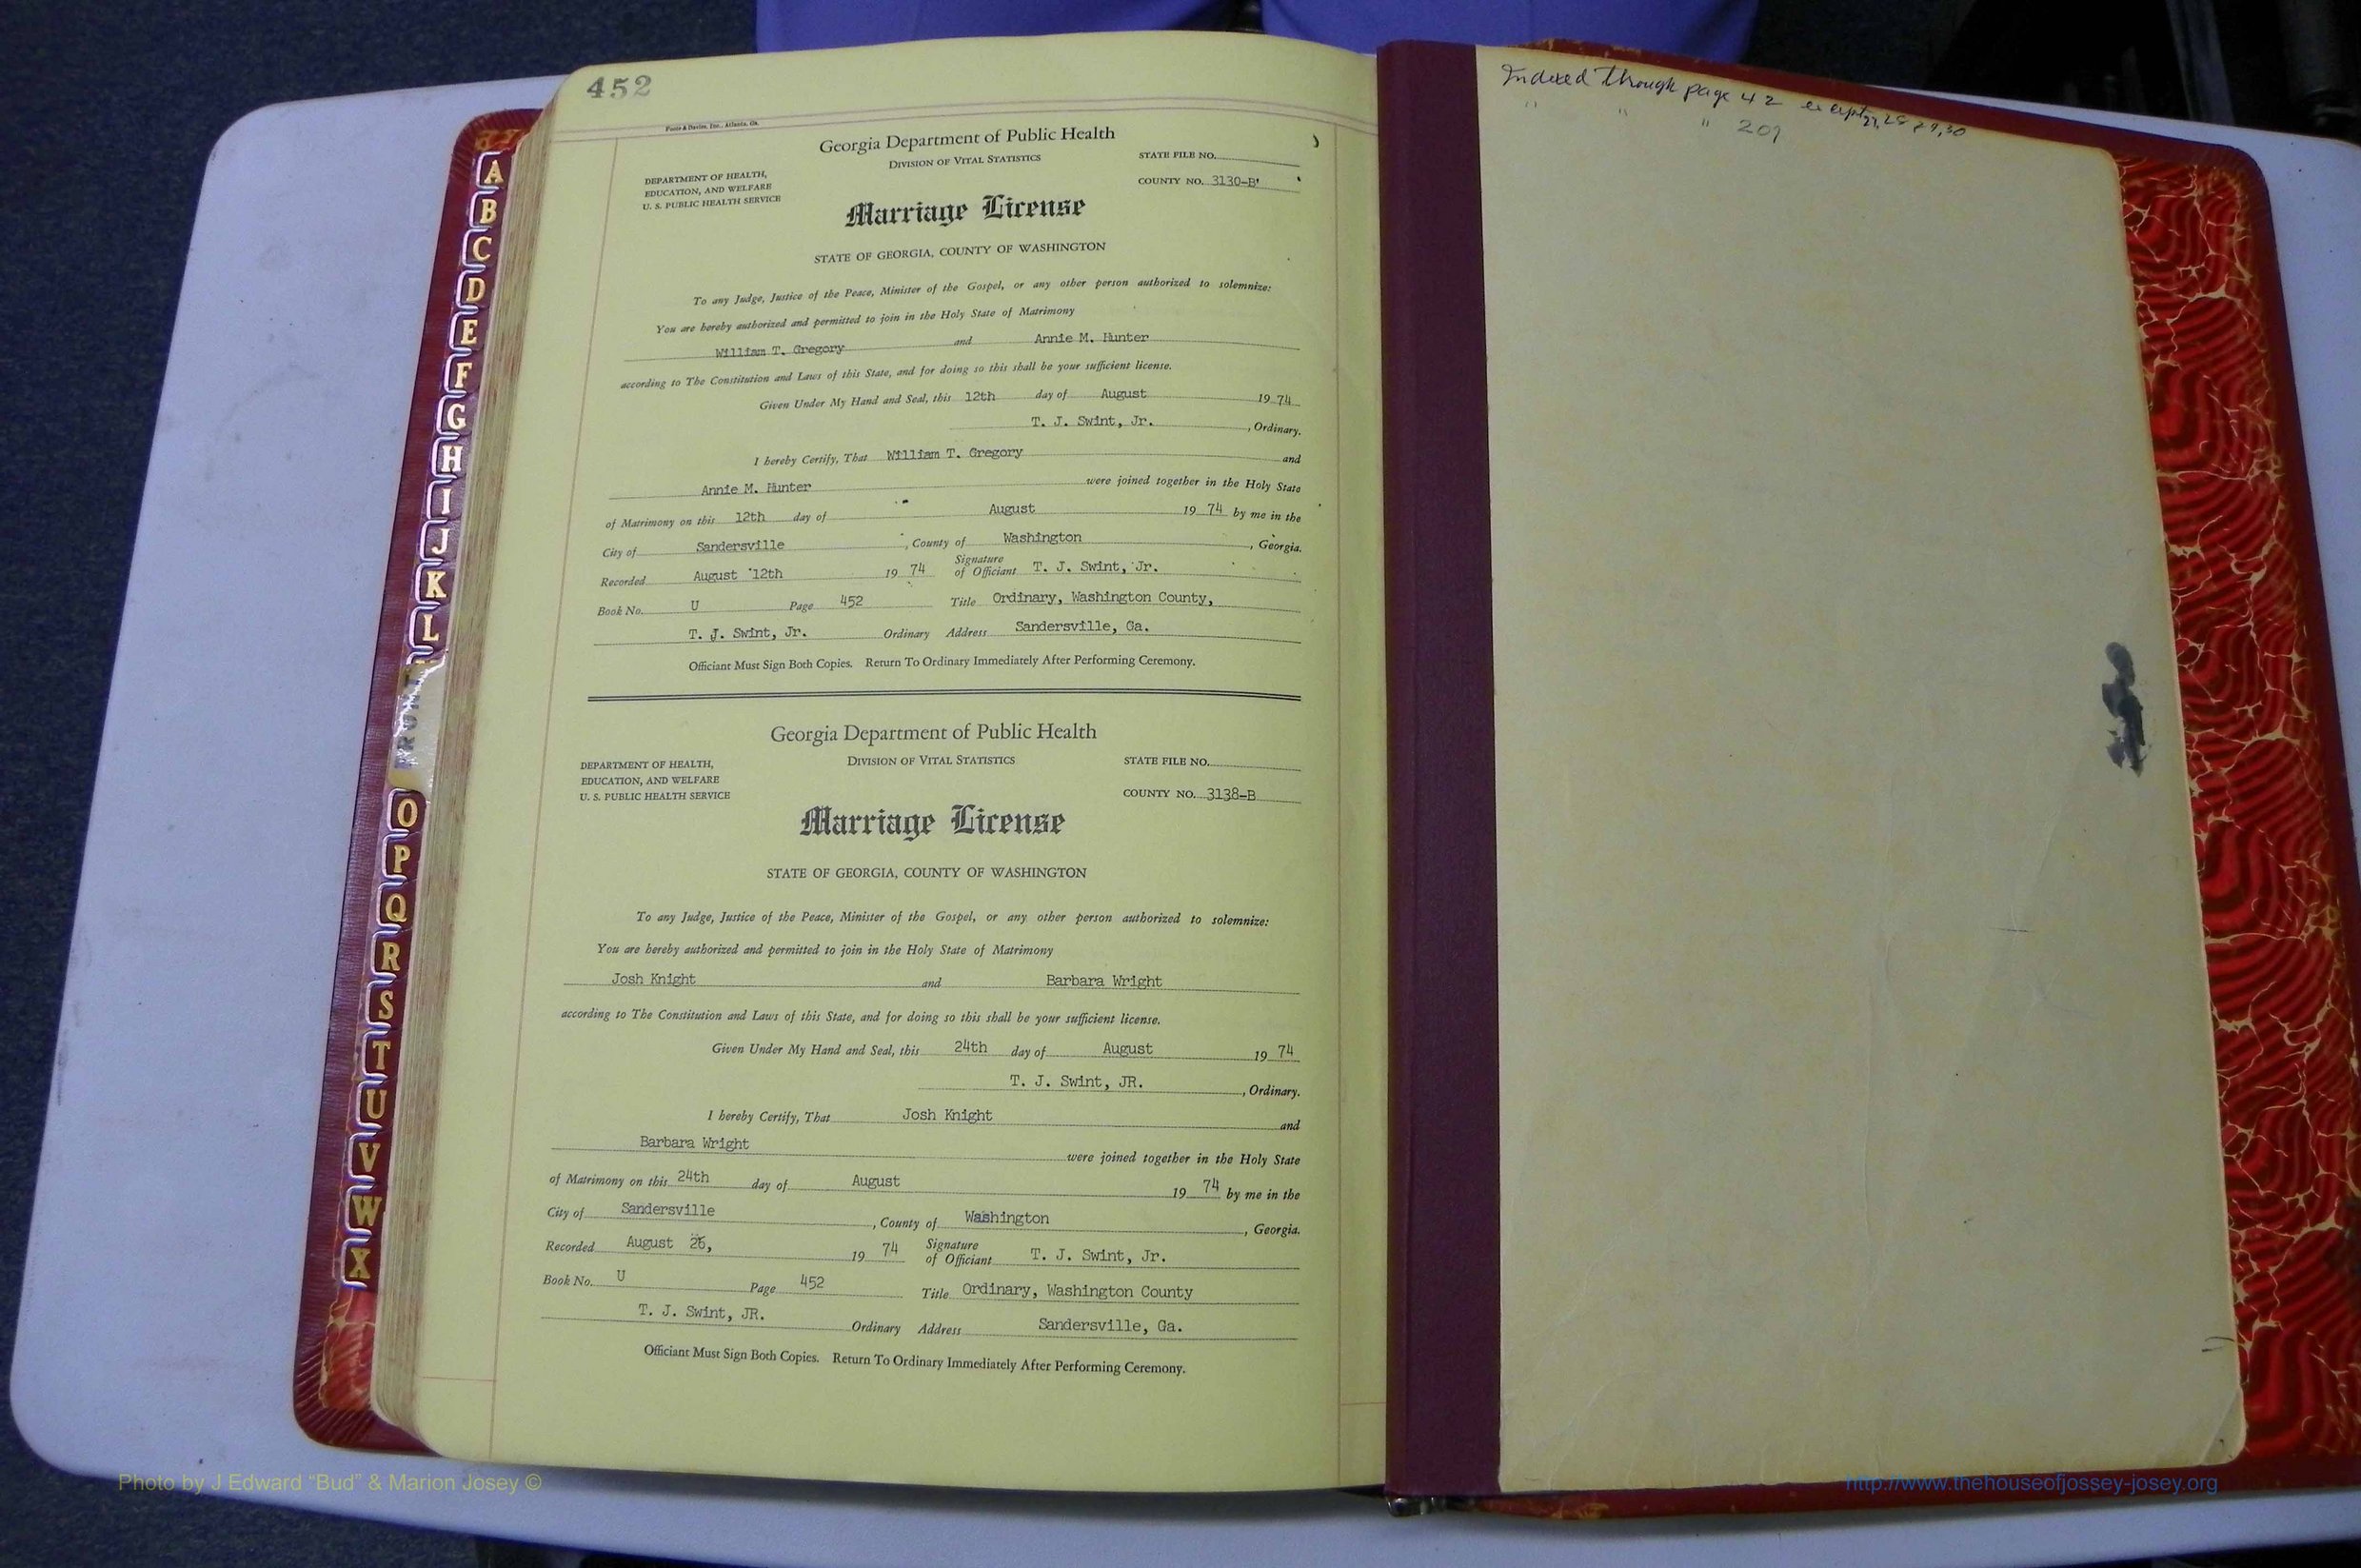 452
Foote & Davies, Inc., Atlanta, Ga.
Georgia Department of Public Health
DIVISION OF VITAL STATISTICS
STATE FILE NO.
DEPARTMENT OF HEALTH,
EDUCATION, AND WELFARE
U. S. PUBLIC HEALTH SERVICE
COUNTY NO. 3130-B'
Marriage License
STATE OF GEORGIA, COUNTY OF WASHINGTON
To any Judge, Justice of the Peace, Minister of the Gospel, or any other person authorized to solemnize:
You are hereby authorized and permitted to join in the Holy State of Matrimony
William T. Gregory and Annie M. Hunter
according to The Constitution and Laws of this State, and for doing so this shall be your sufficient license.
Given Under My Hand and Seal, this 12th day of August 19 74
T. J. Swint, Jr. , Ordinary.
I hereby Certify, That William T. Gregory and
Annie M. Hunter were joined together in the Holy State
of Matrimony on this 12th day of August 19 74 by me in the
City of Sandersville , County of Washington , Georgia.
Recorded August 12th 19 74 Signature of Officiant T. J. Swint, Jr.
Book No. U Page 452 Title Ordinary, Washington County,
T. J. Swint, Jr. Ordinary Address Sandersville, Ga.
Officiant Must Sign Both Copies. Return To Ordinary Immediately After Performing Ceremony.
Georgia Department of Public Health
DIVISION OF VITAL STATISTICS
STATE FILE NO.
DEPARTMENT OF HEALTH,
EDUCATION, AND WELFARE
U. S. PUBLIC HEALTH SERVICE
COUNTY NO. 3138-B
Marriage License
STATE OF GEORGIA, COUNTY OF WASHINGTON
To any Judge, Justice of the Peace, Minister of the Gospel, or any other person authorized to solemnize:
You are hereby authorized and permitted to join in the Holy State of Matrimony
Josh Knight and Barbara Wright
according to The Constitution and Laws of this State, and for doing so this shall be your sufficient license.
Given Under My Hand and Seal, this 24th day of August 19 74
T. J. Swint, JR. , Ordinary.
I hereby Certify, That Josh Knight and
Barbara Wright were joined together in the Holy State
of Matrimony on this 24th day of August 19 74 by me in the
City of Sandersville , County of Washington , Georgia.
Recorded August 26, 19 74 Signature of Officiant T. J. Swint, Jr.
Book No. U Page 452 Title Ordinary, Washington County
T. J. Swint, JR. Ordinary Address Sandersville, Ga.
Officiant Must Sign Both Copies. Return To Ordinary Immediately After Performing Ceremony.
A
B
C
D
E
F
G
H
I
J
K
L
FRONT
O
P
Q
R
S
T
U
V
W
X
Indexed through page 42 except 27, 28 29, 30
" " " 209
Photo by J Edward “Bud” & Marion Josey ©
http://www.thehouseofjossey-josey.org